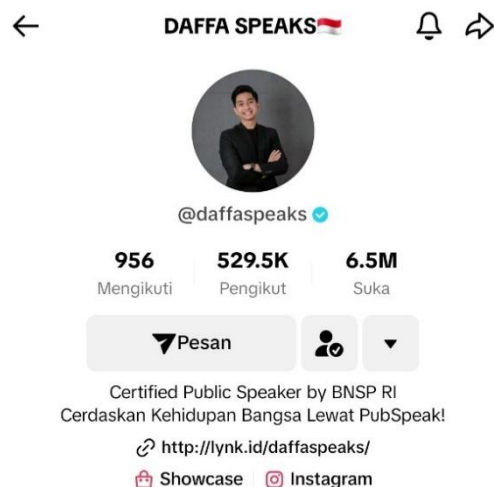 DAFFA SPEAKS🇮🇩
@daffaspeaks
956 529.5K 6.5M
Mengikuti Pengikut Suka
Pesan
Certified Public Speaker by BNSP RI
Cerdaskan Kehidupan Bangsa Lewat PubSpeak!
http://lynk.id/daffaspeaks/
Showcase Instagram